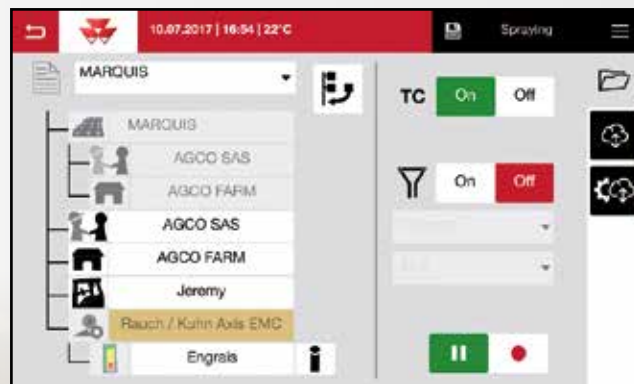 10.07.2017 | 16:54 | 22°C
Spraying
MARQUIS
TC On Off
MARQUIS
AGCO SAS
AGCO FARM
On Off
AGCO SAS
AGCO FARM
Jeremy
Rauch / Kuhn Axis EMC
Engrais